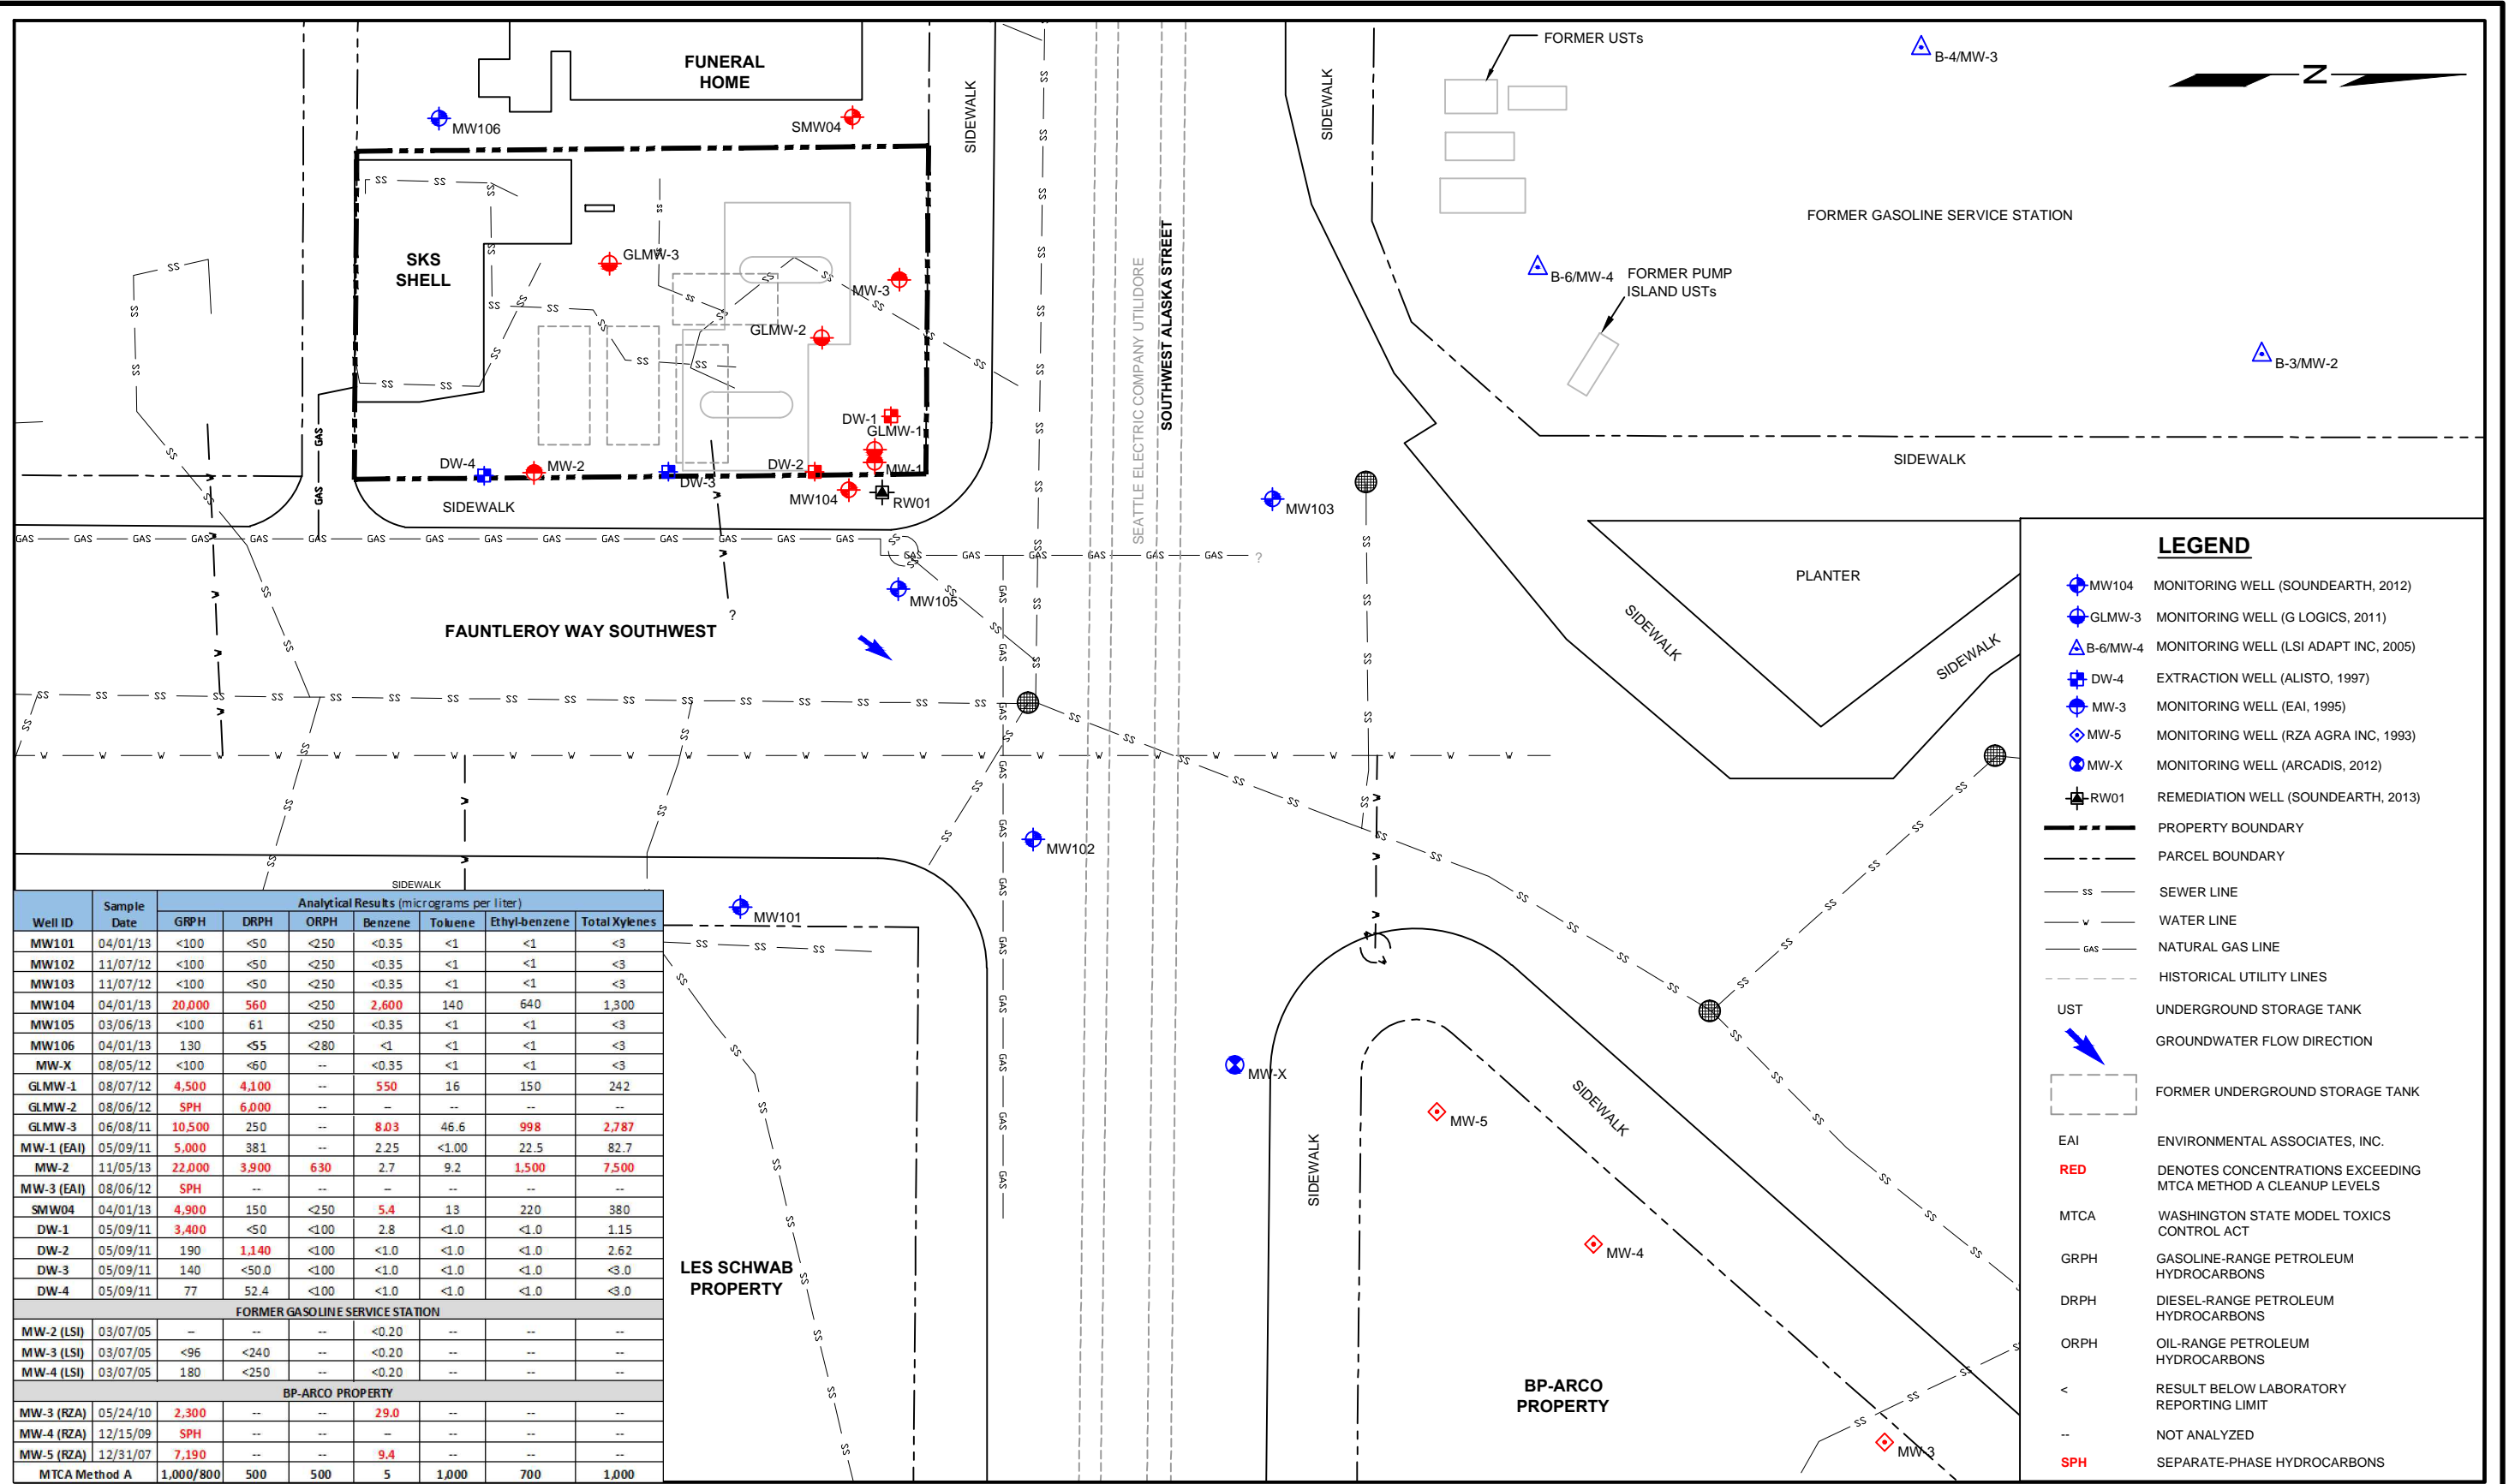 FUNERAL
HOME
MW106
SMW04
SIDEWALK
SIDEWALK
FORMER USTs
B-4/MW-3
N
FORMER GASOLINE SERVICE STATION
SKS
SHELL
GLMW-3
MW-3
GLMW-2
B-6/MW-4
FORMER PUMP
ISLAND USTs
B-3/MW-2
SEATTLE ELECTRIC COMPANY UTILIDORE
SOUTHWEST ALASKA STREET
DW-1
GLMW-1
DW-4
MW-2
DW-3
DW-2
MW-1
MW104
RW01
SIDEWALK
MW103
SIDEWALK
PLANTER
SIDEWALK
SIDEWALK
MW105
FAUNTLEROY WAY SOUTHWEST
?
?
MW102
SIDEWALK
MW101
MW-X
MW-5
SIDEWALK
SIDEWALK
MW-4
LES SCHWAB
PROPERTY
BP-ARCO
PROPERTY
MW-3
Well ID Sample Date Analytical Results (micrograms per liter)
GRPH DRPH ORPH Benzene Toluene Ethyl-benzene Total Xylenes
MW101 04/01/13 <100 <50 <250 <0.35 <1 <1 <3
MW102 11/07/12 <100 <50 <250 <0.35 <1 <1 <3
MW103 11/07/12 <100 <50 <250 <0.35 <1 <1 <3
MW104 04/01/13 20,000 560 <250 2,600 140 640 1,300
MW105 03/06/13 <100 61 <250 <0.35 <1 <1 <3
MW106 04/01/13 130 <55 <280 <1 <1 <1 <3
MW-X 08/05/12 <100 <60 -- <0.35 <1 <1 <3
GLMW-1 08/07/12 4,500 4,100 -- 550 16 150 242
GLMW-2 08/06/12 SPH 6,000 -- -- -- -- --
GLMW-3 06/08/11 10,500 250 -- 8.03 46.6 998 2,787
MW-1 (EAI) 05/09/11 5,000 381 -- 2.25 <1.00 22.5 82.7
MW-2 11/05/13 22,000 3,900 630 2.7 9.2 1,500 7,500
MW-3 (EAI) 08/06/12 SPH -- -- -- -- -- --
SMW04 04/01/13 4,900 150 <250 5.4 13 220 380
DW-1 05/09/11 3,400 <50 <100 2.8 <1.0 <1.0 1.15
DW-2 05/09/11 190 1,140 <100 <1.0 <1.0 <1.0 2.62
DW-3 05/09/11 140 <50.0 <100 <1.0 <1.0 <1.0 <3.0
DW-4 05/09/11 77 52.4 <100 <1.0 <1.0 <1.0 <3.0
FORMER GASOLINE SERVICE STATION
MW-2 (LSI) 03/07/05 -- -- -- <0.20 -- -- --
MW-3 (LSI) 03/07/05 <96 <240 -- <0.20 -- -- --
MW-4 (LSI) 03/07/05 180 <250 -- <0.20 -- -- --
BP-ARCO PROPERTY
MW-3 (RZA) 05/24/10 2,300 -- -- 29.0 -- -- --
MW-4 (RZA) 12/15/09 SPH -- -- -- -- -- --
MW-5 (RZA) 12/31/07 7,190 -- -- 9.4 -- -- --
MTCA Method A 1,000/800 500 500 5 1,000 700 1,000
LEGEND
MW104 MONITORING WELL (SOUNDEARTH, 2012)
GLMW-3 MONITORING WELL (G LOGICS, 2011)
B-6/MW-4 MONITORING WELL (LSI ADAPT INC, 2005)
DW-4 EXTRACTION WELL (ALISTO, 1997)
MW-3 MONITORING WELL (EAI, 1995)
MW-5 MONITORING WELL (RZA AGRA INC, 1993)
MW-X MONITORING WELL (ARCADIS, 2012)
RW01 REMEDIATION WELL (SOUNDEARTH, 2013)
PROPERTY BOUNDARY
PARCEL BOUNDARY
SS SEWER LINE
W WATER LINE
GAS NATURAL GAS LINE
HISTORICAL UTILITY LINES
UST UNDERGROUND STORAGE TANK
GROUNDWATER FLOW DIRECTION
FORMER UNDERGROUND STORAGE TANK
EAI ENVIRONMENTAL ASSOCIATES, INC.
RED DENOTES CONCENTRATIONS EXCEEDING
MTCA METHOD A CLEANUP LEVELS
MTCA WASHINGTON STATE MODEL TOXICS
CONTROL ACT
GRPH GASOLINE-RANGE PETROLEUM
HYDROCARBONS
DRPH DIESEL-RANGE PETROLEUM
HYDROCARBONS
ORPH OIL-RANGE PETROLEUM
HYDROCARBONS
< RESULT BELOW LABORATORY
REPORTING LIMIT
-- NOT ANALYZED
SPH SEPARATE-PHASE HYDROCARBONS